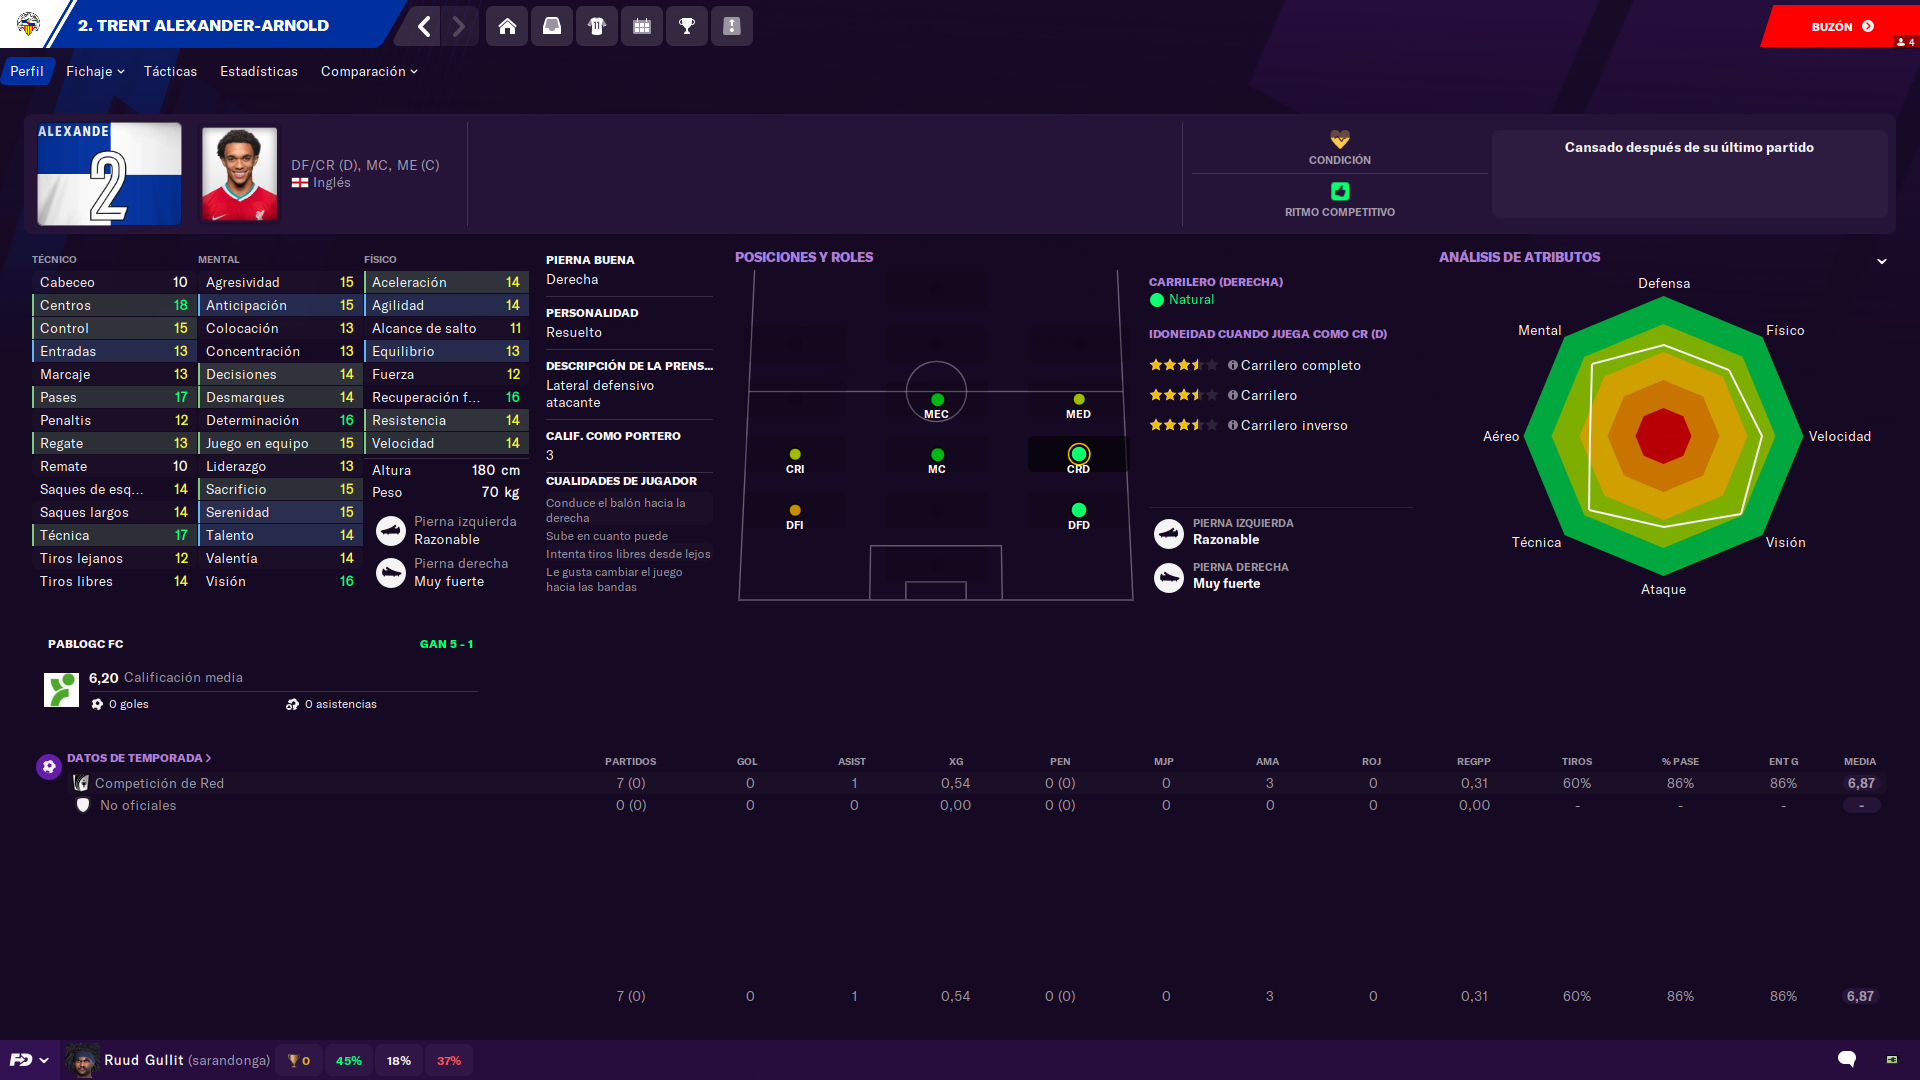 2. TRENT ALEXANDER-ARNOLD
BUZÓN
4
Perfil
Fichaje
Tácticas
Estadísticas
Comparación
ALEXANDE
2
DF/CR (D), MC, ME (C)
Inglés
CONDICIÓN
RITMO COMPETITIVO
Cansado después de su último partido
TÉCNICO
Cabeceo 10
Centros 18
Control 15
Entradas 13
Marcaje 13
Pases 17
Penaltis 12
Regate 13
Remate 10
Saques de esq... 14
Saques largos 14
Técnica 17
Tiros lejanos 12
Tiros libres 14
MENTAL
Agresividad 15
Anticipación 15
Colocación 13
Concentración 13
Decisiones 14
Desmarques 14
Determinación 16
Juego en equipo 15
Liderazgo 13
Sacrificio 15
Serenidad 15
Talento 14
Valentía 14
Visión 16
FÍSICO
Aceleración 14
Agilidad 14
Alcance de salto 11
Equilibrio 13
Fuerza 12
Recuperación f... 16
Resistencia 14
Velocidad 14
Altura 180 cm
Peso 70 kg
Pierna izquierda
Razonable
Pierna derecha
Muy fuerte
PIERNA BUENA
Derecha
PERSONALIDAD
Resuelto
DESCRIPCIÓN DE LA PRENS...
Lateral defensivo
atacante
CALIF. COMO PORTERO
3
CUALIDADES DE JUGADOR
Conduce el balón hacia la
derecha
Sube en cuanto puede
Intenta tiros libres desde lejos
Le gusta cambiar el juego
hacia las bandas
POSICIONES Y ROLES
MEC
MED
CRI
MC
CRD
DFI
DFD
CARRILERO (DERECHA)
Natural
IDONEIDAD CUANDO JUEGA COMO CR (D)
Carrilero completo
Carrilero
Carrilero inverso
PIERNA IZQUIERDA
Razonable
PIERNA DERECHA
Muy fuerte
ANÁLISIS DE ATRIBUTOS
Defensa
Mental
Físico
Aéreo
Velocidad
Técnica
Visión
Ataque
PABLOGC FC GAN 5 - 1
6,20 Calificación media
0 goles 0 asistencias
DATOS DE TEMPORADA PARTIDOS GOL ASIST XG PEN MJP AMA ROJ REGPP TIROS % PASE ENT G MEDIA
Competición de Red 7 (0) 0 1 0,54 0 (0) 0 3 0 0,31 60% 86% 86% 6,87
No oficiales 0 (0) 0 0 0,00 0 (0) 0 0 0 0,00 - - - -
7 (0) 0 1 0,54 0 (0) 0 3 0 0,31 60% 86% 86% 6,87
FD Ruud Gullit (sarandonga) 0 45% 18% 37%